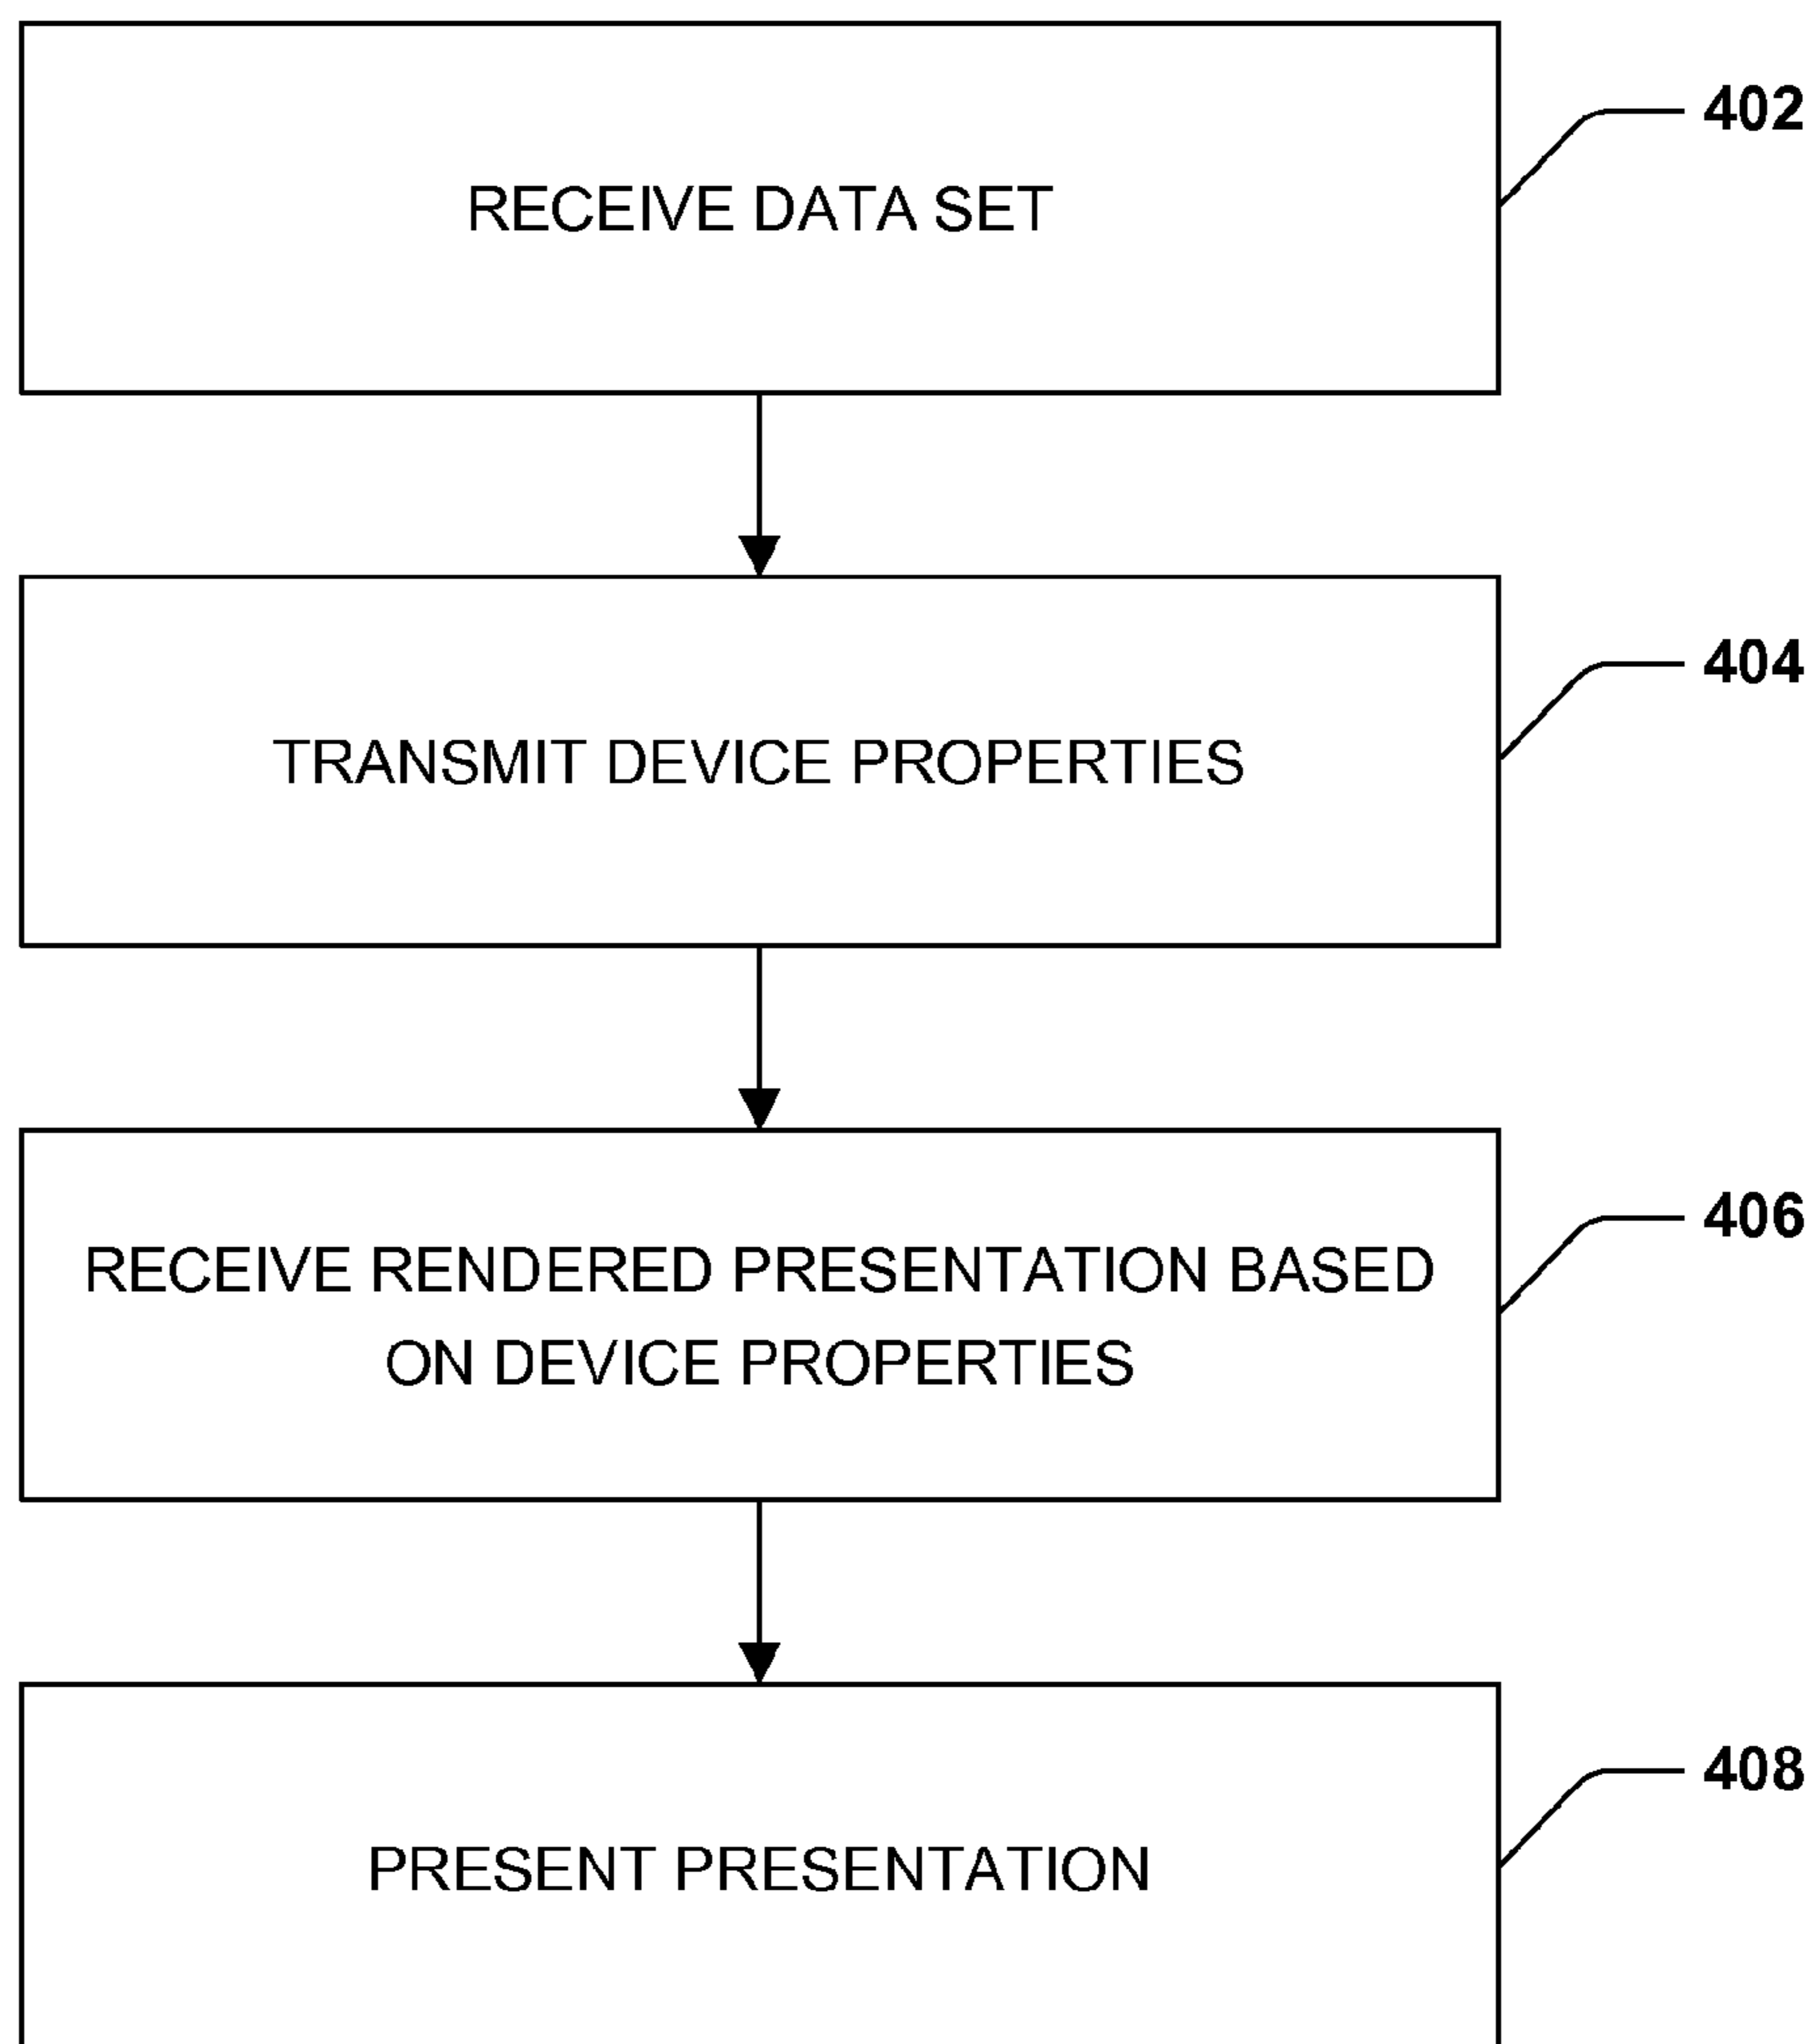 RECEIVE DATA SET
402
TRANSMIT DEVICE PROPERTIES
404
RECEIVE RENDERED PRESENTATION BASED
ON DEVICE PROPERTIES
406
PRESENT PRESENTATION
408